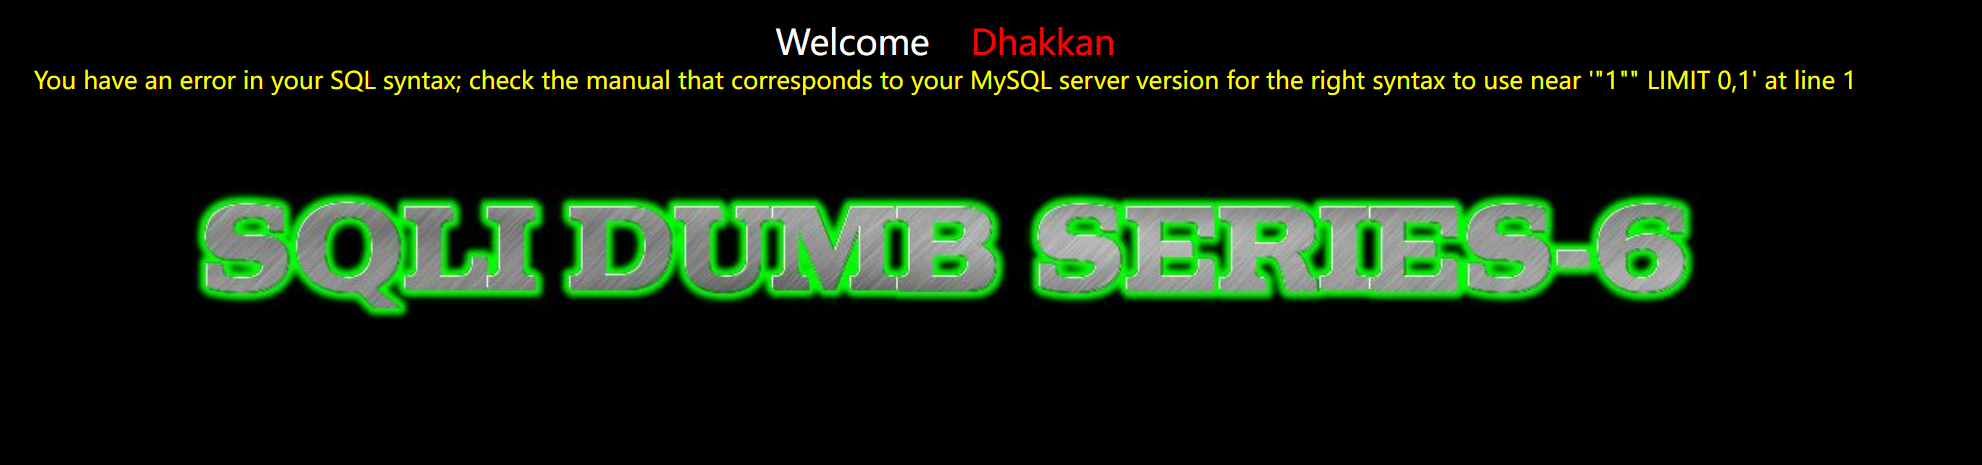 Welcome Dhakkan
You have an error in your SQL syntax; check the manual that corresponds to your MySQL server version for the right syntax to use near '"1"" LIMIT 0,1' at line 1
SQLI DUMB SERIES-6